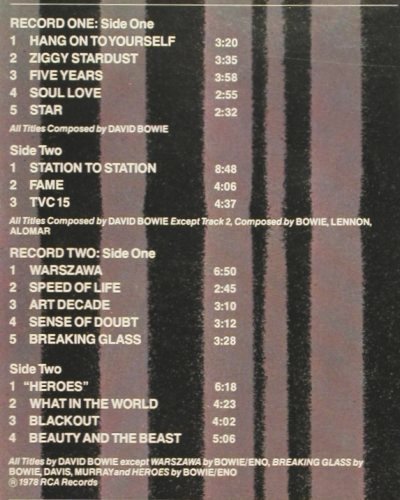 RECORD ONE: Side One
1 HANG ON TO YOURSELF 3:20
2 ZIGGY STARDUST 3:35
3 FIVE YEARS 3:58
4 SOUL LOVE 2:55
5 STAR 2:32
All Titles Composed by DAVID BOWIE
Side Two
1 STATION TO STATION 8:48
2 FAME 4:06
3 TVC 15 4:37
All Titles Composed by DAVID BOWIE Except Track 2, Composed by BOWIE, LENNON,
ALOMAR
RECORD TWO: Side One
1 WARSZAWA 6:50
2 SPEED OF LIFE 2:45
3 ART DECADE 3:10
4 SENSE OF DOUBT 3:12
5 BREAKING GLASS 3:28
Side Two
1 "HEROES" 6:18
2 WHAT IN THE WORLD 4:23
3 BLACKOUT 4:02
4 BEAUTY AND THE BEAST 5:06
All Titles by DAVID BOWIE except WARSZAWA by BOWIE/ENO, BREAKING GLASS by
BOWIE, DAVIS, MURRAY and HEROES by BOWIE/ENO
℗ 1978 RCA Records